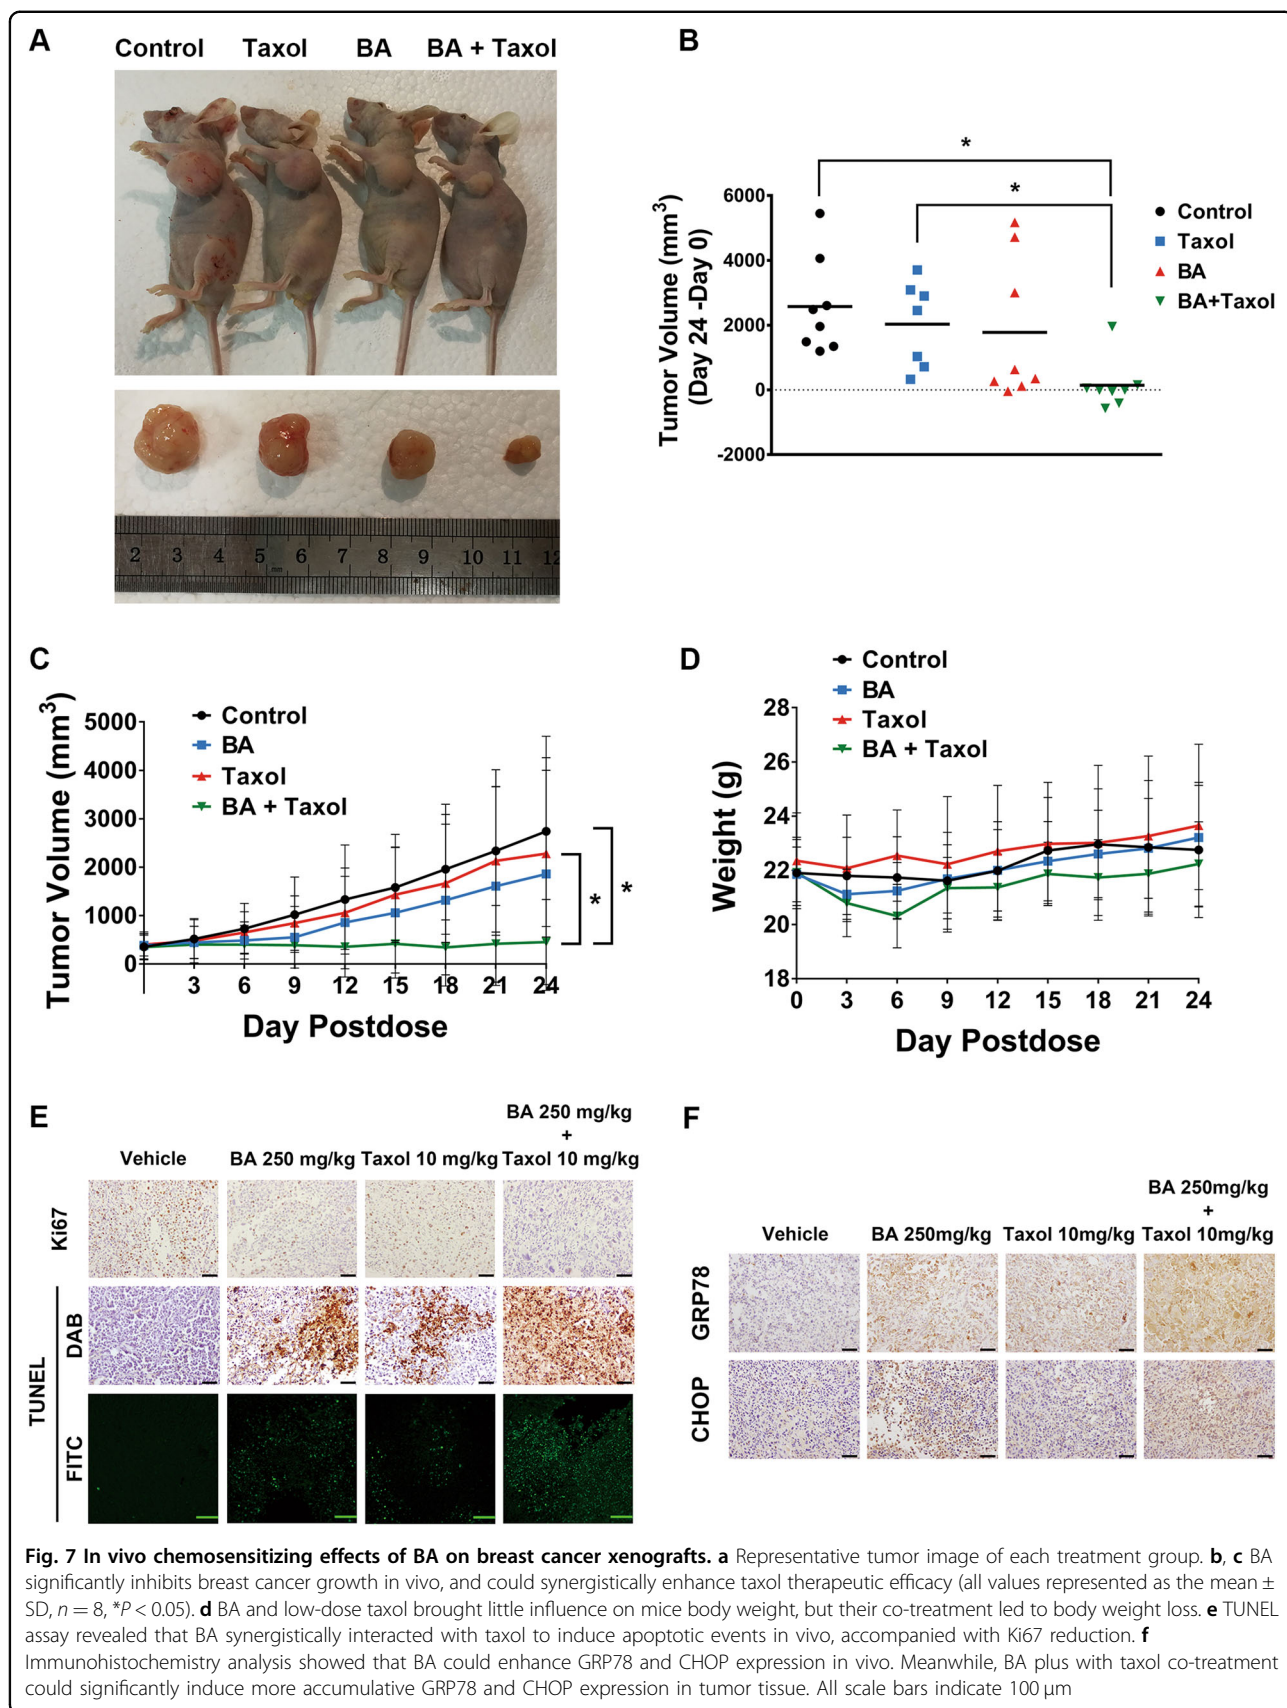 A
Control Taxol BA BA + Taxol
2 3 4 5 6 7 8 9 10 11 12
mm
B
*
*
Tumor Volume (mm³)
(Day 24 -Day 0)
6000
4000
2000
0
-2000
Control
Taxol
BA
BA+Taxol
C
Control
BA
Taxol
BA + Taxol
Tumor Volume (mm³)
5000
4000
3000
2000
1000
0
3 6 9 12 15 18 21 24
Day Postdose
*
*
D
Control
BA
Taxol
BA + Taxol
Weight (g)
28
26
24
22
20
18
0 3 6 9 12 15 18 21 24
Day Postdose
E
Vehicle
BA 250 mg/kg
Taxol 10 mg/kg
BA 250 mg/kg
+
Taxol 10 mg/kg
Ki67
TUNEL
DAB
FITC
F
Vehicle
BA 250mg/kg
Taxol 10mg/kg
BA 250mg/kg
+
Taxol 10mg/kg
GRP78
CHOP
Fig. 7 In vivo chemosensitizing effects of BA on breast cancer xenografts. a Representative tumor image of each treatment group. b, c BA
significantly inhibits breast cancer growth in vivo, and could synergistically enhance taxol therapeutic efficacy (all values represented as the mean ±
SD, n = 8, *P < 0.05). d BA and low-dose taxol brought little influence on mice body weight, but their co-treatment led to body weight loss. e TUNEL
assay revealed that BA synergistically interacted with taxol to induce apoptotic events in vivo, accompanied with Ki67 reduction. f
Immunohistochemistry analysis showed that BA could enhance GRP78 and CHOP expression in vivo. Meanwhile, BA plus with taxol co-treatment
could significantly induce more accumulative GRP78 and CHOP expression in tumor tissue. All scale bars indicate 100 μm